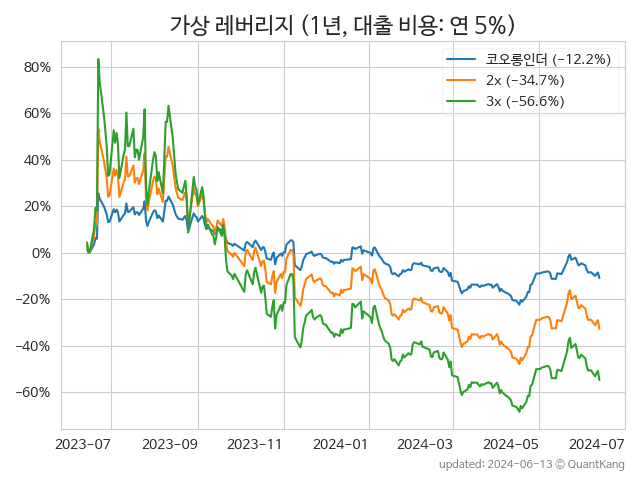 가상 레버리지 (1년, 대출 비용: 연 5%)
코오롱인더 (−12.2%)
2x (−34.7%)
3x (−56.6%)
80%
60%
40%
20%
0%
−20%
−40%
−60%
2023-07 2023-09 2023-11 2024-01 2024-03 2024-05 2024-07
updated: 2024-06-13 © QuantKang